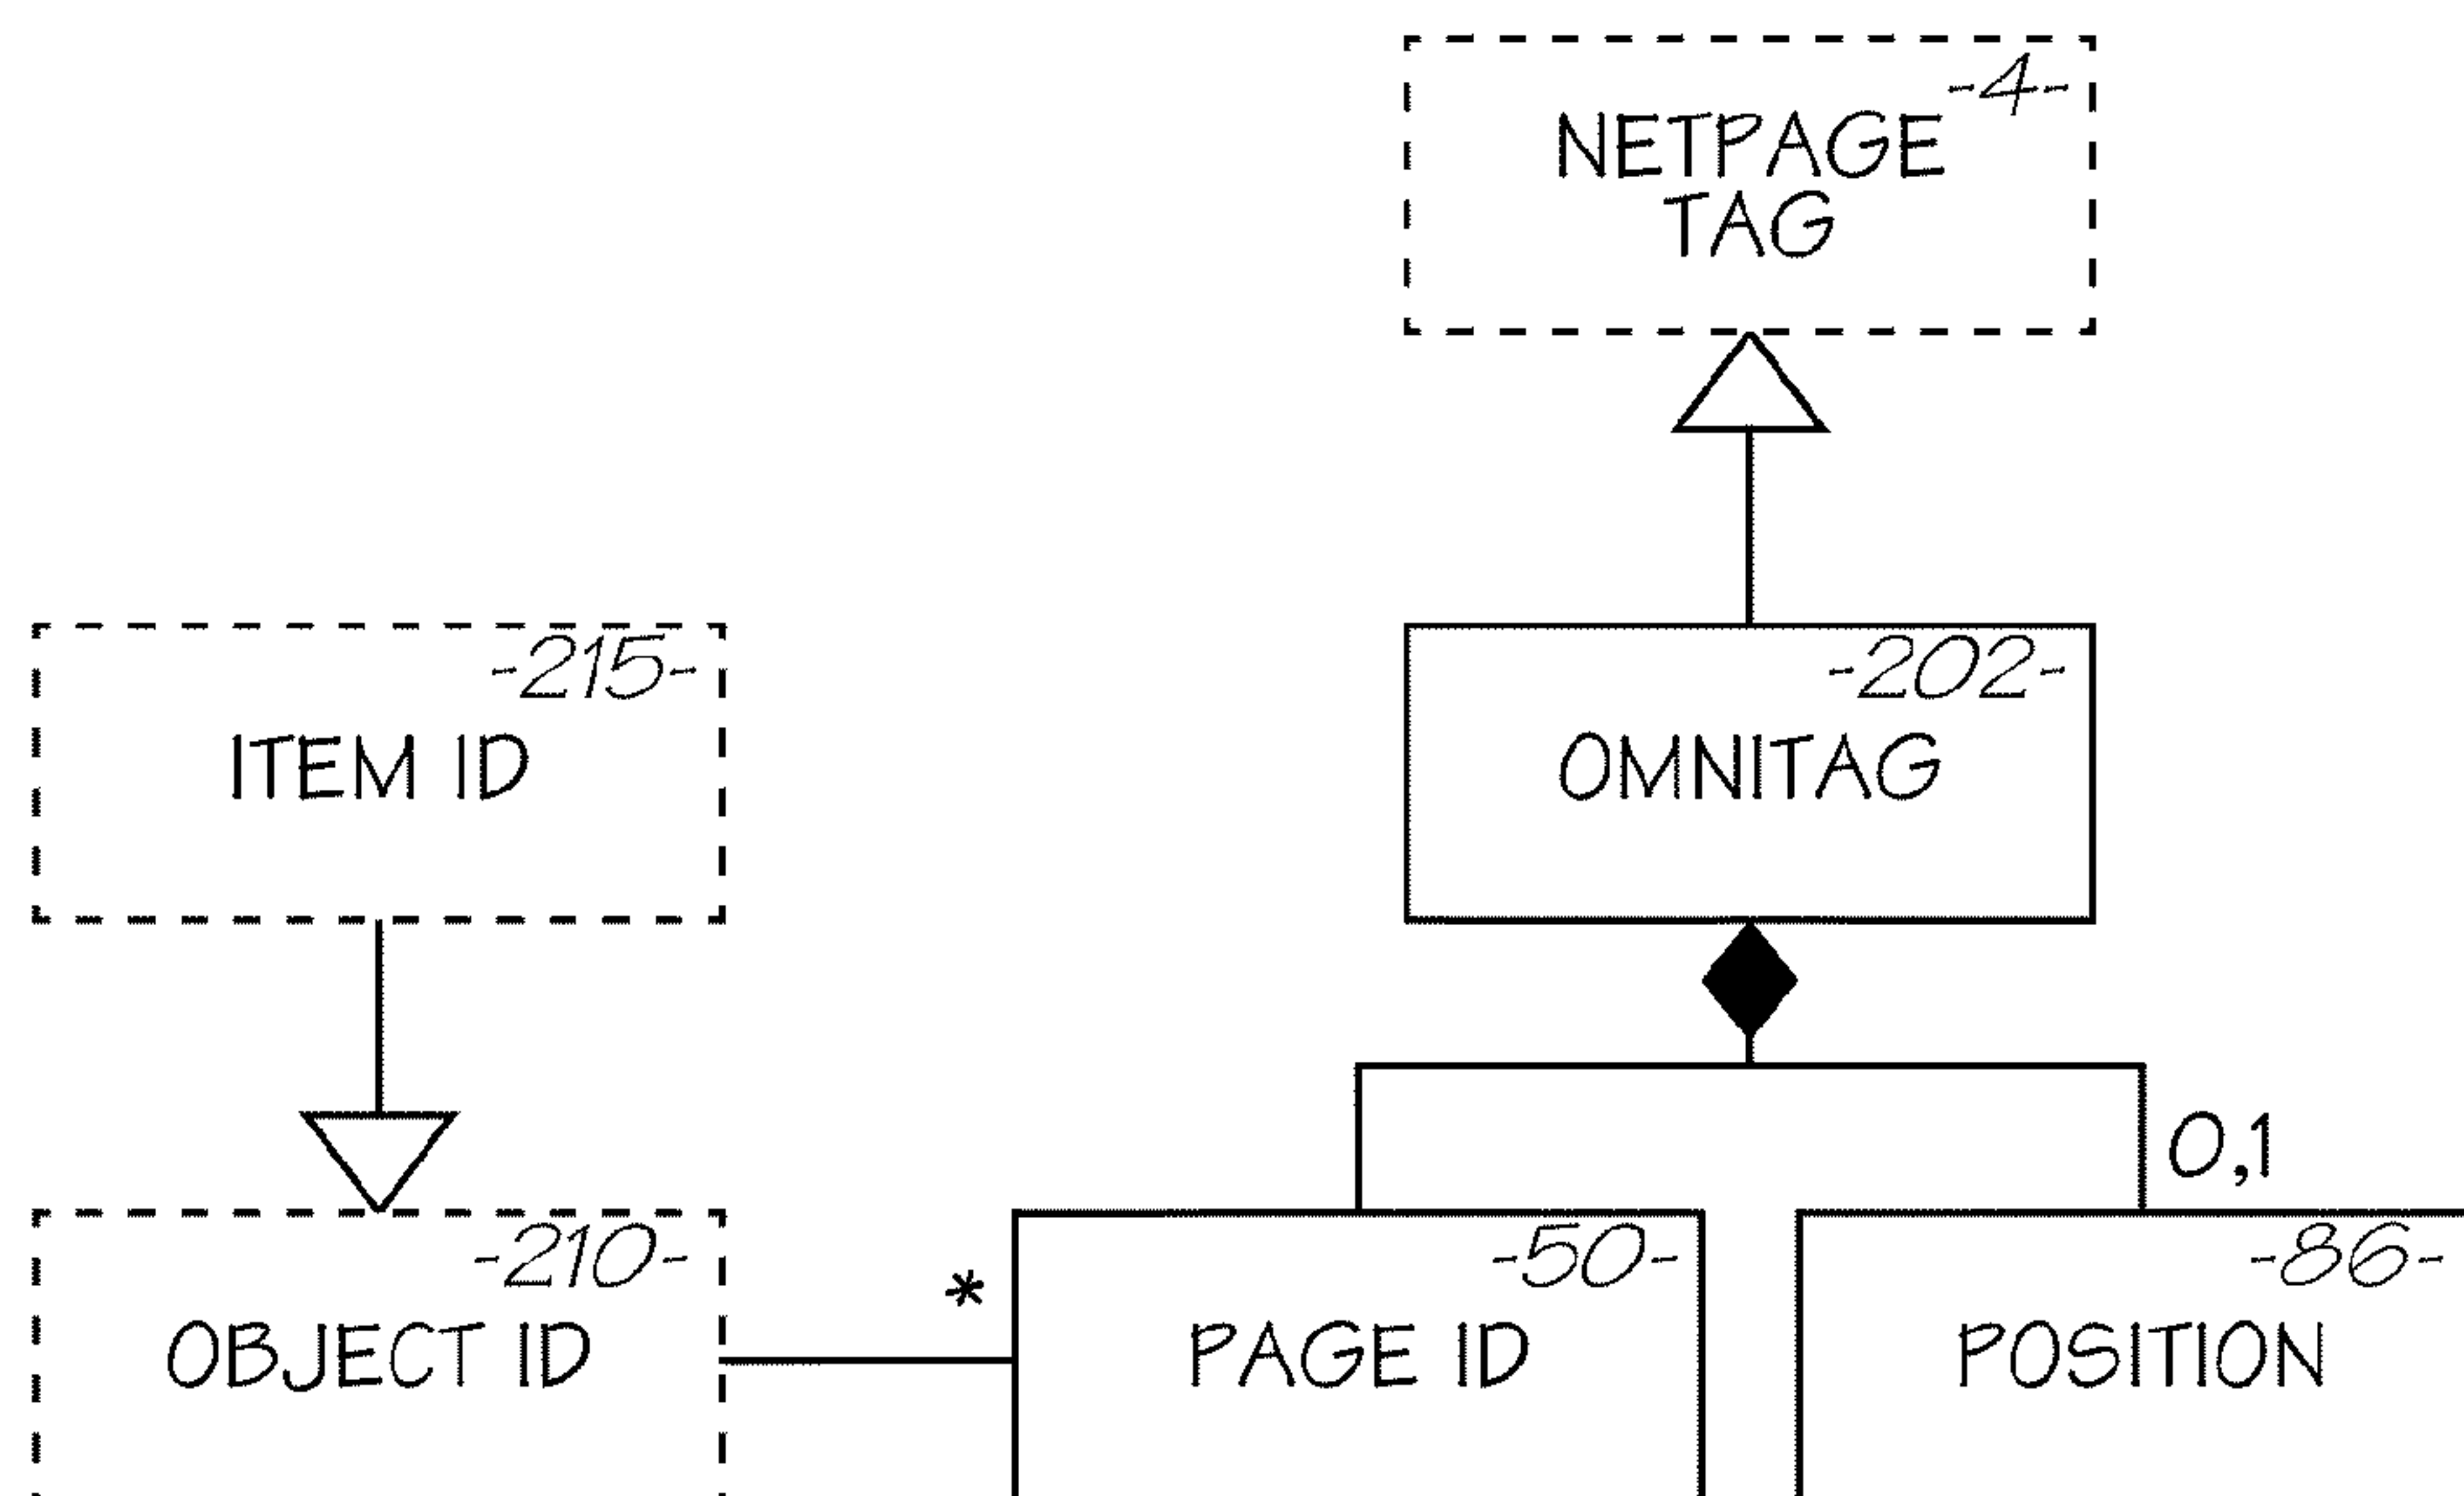 -4-
NETPAGE
TAG
-215-
ITEM ID
-202-
OMNITAG
0,1
-210-
OBJECT ID
*
-50-
PAGE ID
-86-
POSITION